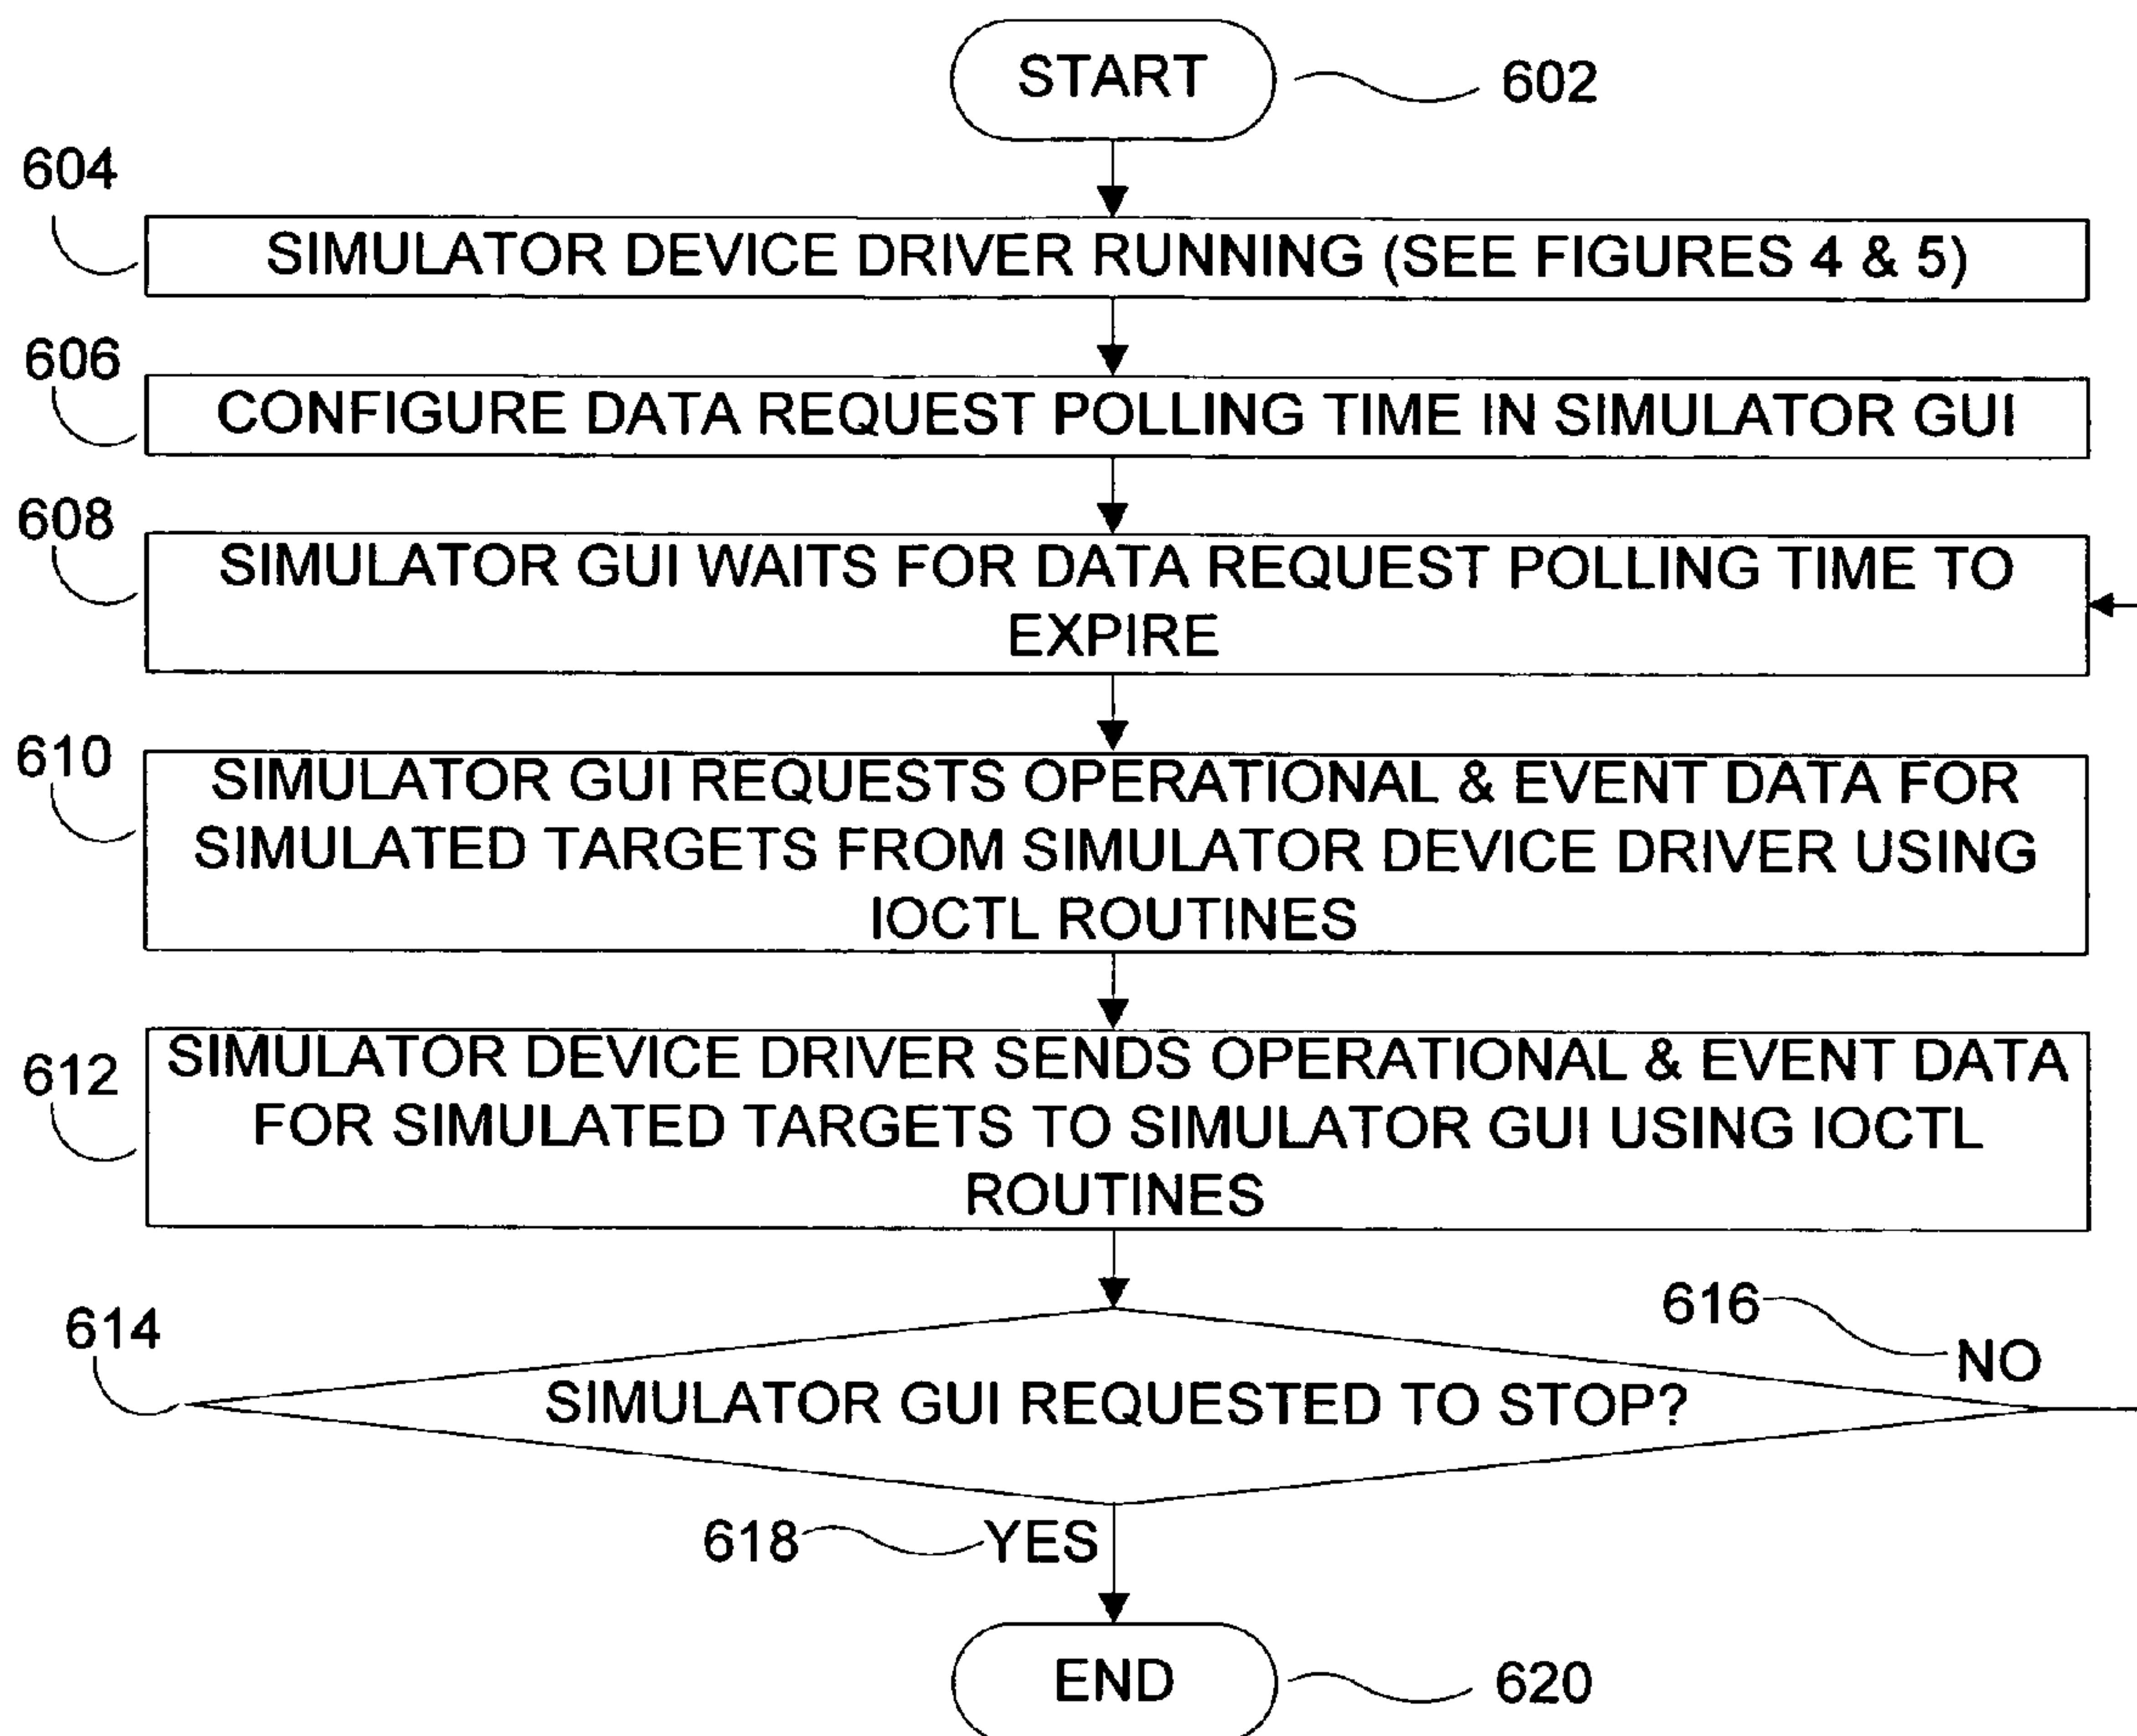 START
602
604
SIMULATOR DEVICE DRIVER RUNNING (SEE FIGURES 4 & 5)
606
CONFIGURE DATA REQUEST POLLING TIME IN SIMULATOR GUI
608
SIMULATOR GUI WAITS FOR DATA REQUEST POLLING TIME TO
EXPIRE
610
SIMULATOR GUI REQUESTS OPERATIONAL & EVENT DATA FOR
SIMULATED TARGETS FROM SIMULATOR DEVICE DRIVER USING
IOCTL ROUTINES
612
SIMULATOR DEVICE DRIVER SENDS OPERATIONAL & EVENT DATA
FOR SIMULATED TARGETS TO SIMULATOR GUI USING IOCTL
ROUTINES
614
616
NO
SIMULATOR GUI REQUESTED TO STOP?
618
YES
END
620